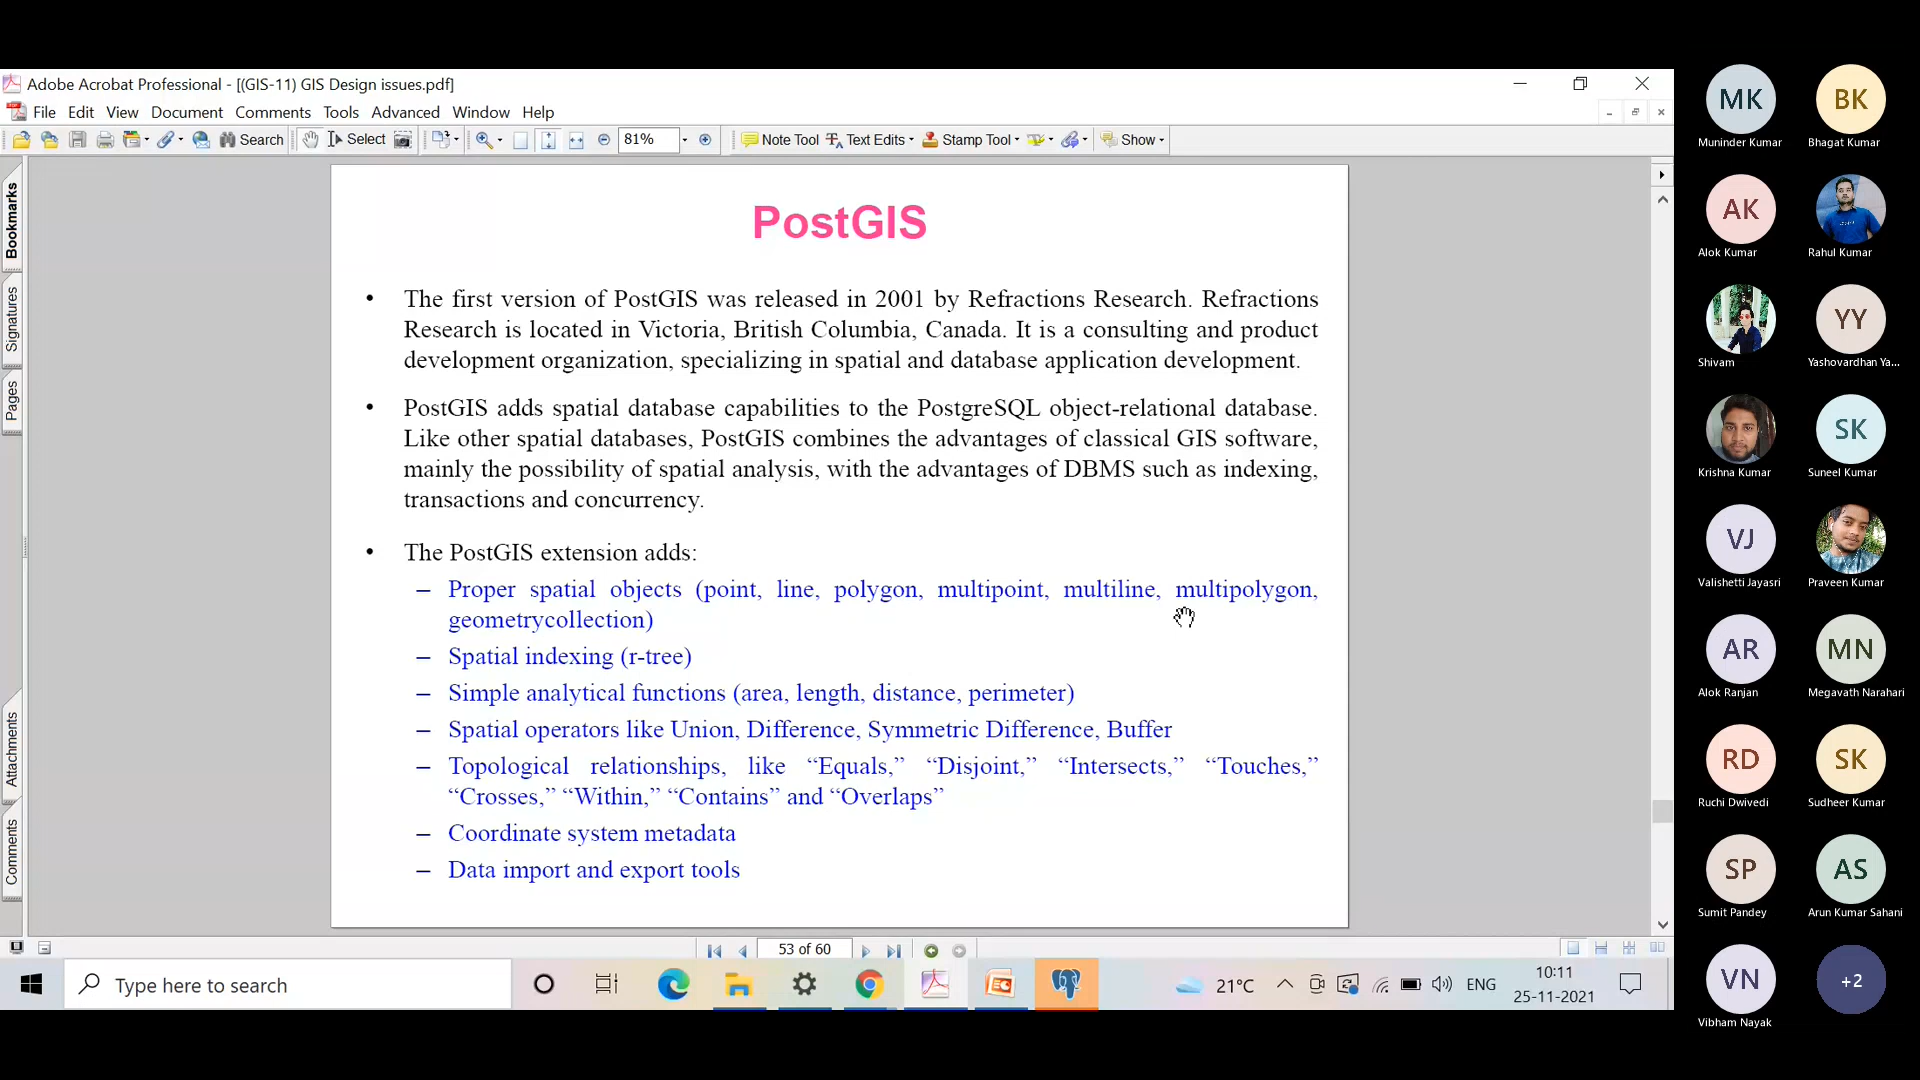 Adobe Acrobat Professional - [(GIS-11) GIS Design issues.pdf]
File Edit View Document Comments Tools Advanced Window Help
Search Select 81% Note Tool Text Edits Stamp Tool Show
Bookmarks
Signatures
Pages
Attachments
Comments
PostGIS
• The first version of PostGIS was released in 2001 by Refractions Research. Refractions
Research is located in Victoria, British Columbia, Canada. It is a consulting and product
development organization, specializing in spatial and database application development.
• PostGIS adds spatial database capabilities to the PostgreSQL object-relational database.
Like other spatial databases, PostGIS combines the advantages of classical GIS software,
mainly the possibility of spatial analysis, with the advantages of DBMS such as indexing,
transactions and concurrency.
• The PostGIS extension adds:
– Proper spatial objects (point, line, polygon, multipoint, multiline, multipolygon,
geometrycollection)
– Spatial indexing (r-tree)
– Simple analytical functions (area, length, distance, perimeter)
– Spatial operators like Union, Difference, Symmetric Difference, Buffer
– Topological relationships, like “Equals,” “Disjoint,” “Intersects,” “Touches,”
“Crosses,” “Within,” “Contains” and “Overlaps”
– Coordinate system metadata
– Data import and export tools
53 of 60
Type here to search
21°C
ENG
10:11
25-11-2021
MK BK
Muninder Kumar Bhagat Kumar
AK
Alok Kumar Rahul Kumar
YY
Shivam Yashovardhan Ya...
SK
Krishna Kumar Suneel Kumar
VJ
Valishetti Jayasri Praveen Kumar
AR MN
Alok Ranjan Megavath Narahari
RD SK
Ruchi Dwivedi Sudheer Kumar
SP AS
Sumit Pandey Arun Kumar Sahani
VN +2
Vibham Nayak